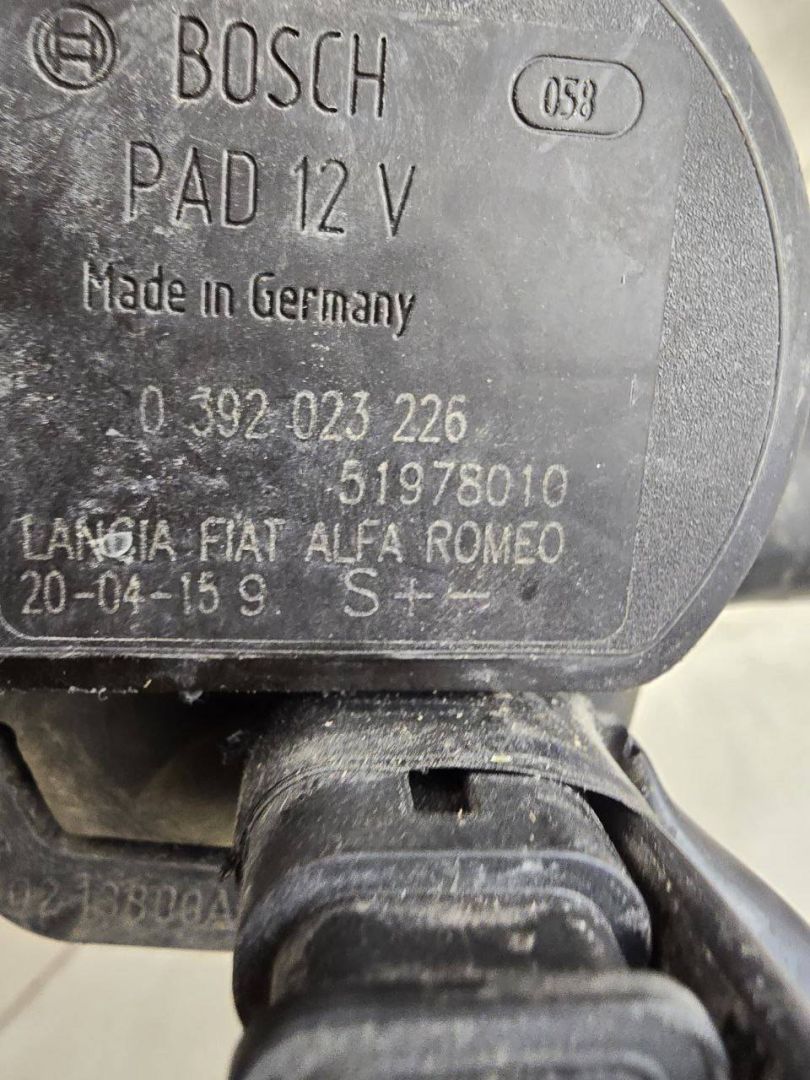 BOSCH
058
PAD 12 V
Made in Germany
0 392 023 226
51978010
LANCIA FIAT ALFA ROMEO
20-04-15 9. S+-